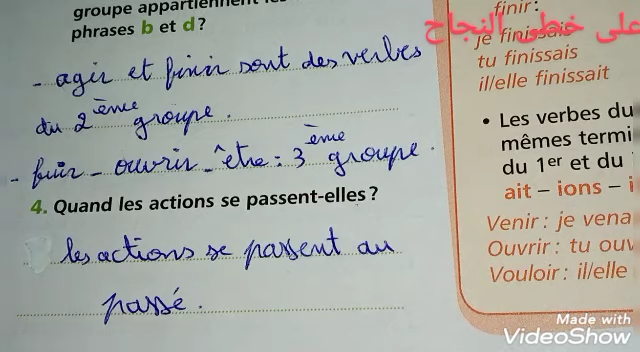 groupe appartiennent les
phrases b et d?
- agir et finir sont des verbes
du 2ème groupe.
- fuir - ouvrir - être : 3ème groupe.
4. Quand les actions se passent-elles ?
les actions se passent au
passé.
finir :
على خطى النجاح
je finissais
tu finissais
il/elle finissait
• Les verbes du
mêmes termi
du 1er et du
ait – ions – i
Venir : je vena
Ouvrir : tu ouv
Vouloir : il/elle
Made with
VideoShow